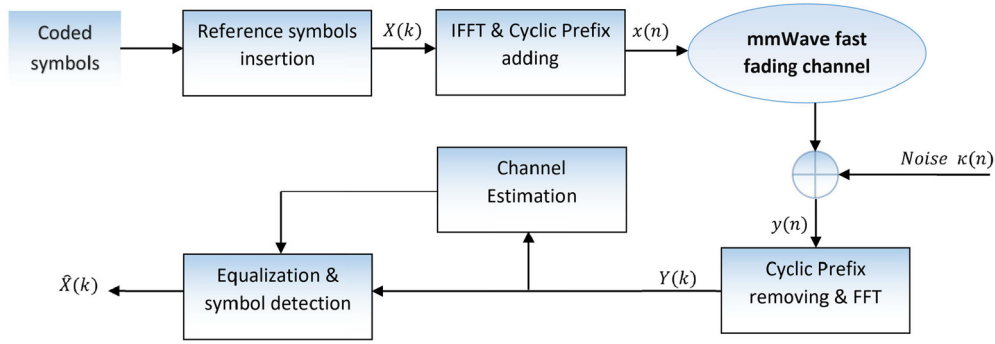 Coded
symbols
Reference symbols
insertion
X(k)
IFFT & Cyclic Prefix
adding
x(n)
mmWave fast
fading channel
Noise κ(n)
y(n)
Channel
Estimation
Cyclic Prefix
removing & FFT
Y(k)
Equalization &
symbol detection
X̂(k)